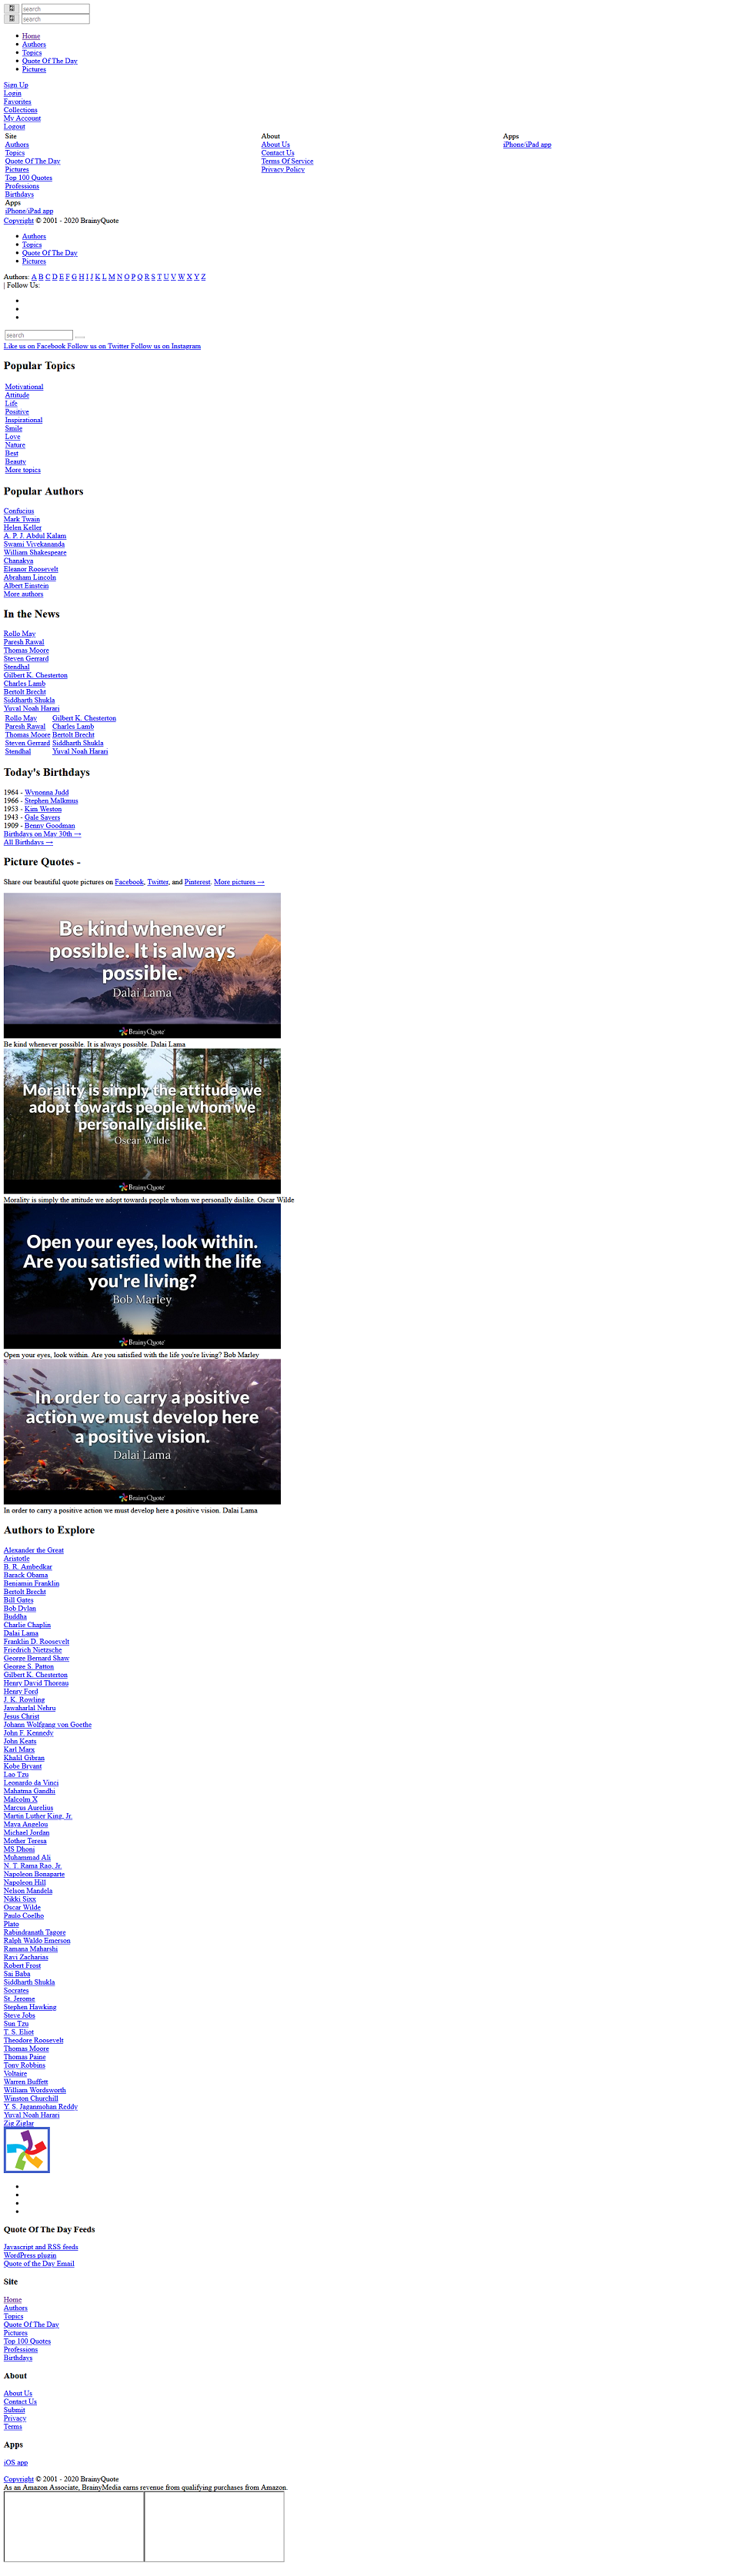 search
search
Home
Authors
Topics
Quote Of The Day
Pictures
Sign Up
Login
Favorites
Collections
My Account
Logout
Site
Authors
Topics
Quote Of The Day
Pictures
Top 100 Quotes
Professions
Birthdays
Apps
iPhone/iPad app
About
About Us
Contact Us
Terms Of Service
Privacy Policy
Apps
iPhone/iPad app
Copyright © 2001 - 2020 BrainyQuote
Authors
Topics
Quote Of The Day
Pictures
Authors: A B C D E F G H I J K L M N O P Q R S T U V W X Y Z
| Follow Us:
search
Like us on Facebook Follow us on Twitter Follow us on Instagram
Popular Topics
Motivational
Attitude
Life
Positive
Inspirational
Smile
Love
Nature
Best
Beauty
More topics
Popular Authors
Confucius
Mark Twain
Helen Keller
A. P. J. Abdul Kalam
Swami Vivekananda
William Shakespeare
Chanakya
Eleanor Roosevelt
Abraham Lincoln
Albert Einstein
More authors
In the News
Rollo May
Paresh Rawal
Thomas Moore
Steven Gerrard
Stendhal
Gilbert K. Chesterton
Charles Lamb
Bertolt Brecht
Siddharth Shukla
Yuval Noah Harari
Rollo May Gilbert K. Chesterton
Paresh Rawal Charles Lamb
Thomas Moore Bertolt Brecht
Steven Gerrard Siddharth Shukla
Stendhal Yuval Noah Harari
Today's Birthdays
1964 - Wynonna Judd
1966 - Stephen Malkmus
1953 - Kim Weston
1943 - Gale Sayers
1909 - Benny Goodman
Birthdays on May 30th →
All Birthdays →
Picture Quotes -
Share our beautiful quote pictures on Facebook, Twitter, and Pinterest. More pictures →
Be kind whenever
possible. It is always
possible.
Dalai Lama
BrainyQuote
Be kind whenever possible. It is always possible. Dalai Lama
Morality is simply the attitude we
adopt towards people whom we
personally dislike.
Oscar Wilde
BrainyQuote
Morality is simply the attitude we adopt towards people whom we personally dislike. Oscar Wilde
Open your eyes, look within.
Are you satisfied with the life
you're living?
Bob Marley
BrainyQuote
Open your eyes, look within. Are you satisfied with the life you're living? Bob Marley
In order to carry a positive
action we must develop here
a positive vision.
Dalai Lama
BrainyQuote
In order to carry a positive action we must develop here a positive vision. Dalai Lama
Authors to Explore
Alexander the Great
Aristotle
B. R. Ambedkar
Barack Obama
Benjamin Franklin
Bertolt Brecht
Bill Gates
Bob Dylan
Buddha
Charlie Chaplin
Dalai Lama
Franklin D. Roosevelt
Friedrich Nietzsche
George Bernard Shaw
George S. Patton
Gilbert K. Chesterton
Henry David Thoreau
Henry Ford
J. K. Rowling
Jawaharlal Nehru
Jesus Christ
Johann Wolfgang von Goethe
John F. Kennedy
John Keats
Karl Marx
Khalil Gibran
Kobe Bryant
Lao Tzu
Leonardo da Vinci
Mahatma Gandhi
Malcolm X
Marcus Aurelius
Martin Luther King, Jr.
Maya Angelou
Michael Jordan
Mother Teresa
MS Dhoni
Muhammad Ali
N. T. Rama Rao, Jr.
Napoleon Bonaparte
Napoleon Hill
Nelson Mandela
Nikki Sixx
Oscar Wilde
Paulo Coelho
Plato
Rabindranath Tagore
Ralph Waldo Emerson
Ramana Maharshi
Ravi Zacharias
Robert Frost
Sai Baba
Siddharth Shukla
Socrates
St. Jerome
Stephen Hawking
Steve Jobs
Sun Tzu
T. S. Eliot
Theodore Roosevelt
Thomas Moore
Thomas Paine
Tony Robbins
Voltaire
Warren Buffett
William Wordsworth
Winston Churchill
Y. S. Jaganmohan Reddy
Yuval Noah Harari
Zig Ziglar
Quote Of The Day Feeds
Javascript and RSS feeds
WordPress plugin
Quote of the Day Email
Site
Home
Authors
Topics
Quote Of The Day
Pictures
Top 100 Quotes
Professions
Birthdays
About
About Us
Contact Us
Submit
Privacy
Terms
Apps
iOS app
Copyright © 2001 - 2020 BrainyQuote
As an Amazon Associate, BrainyMedia earns revenue from qualifying purchases from Amazon.